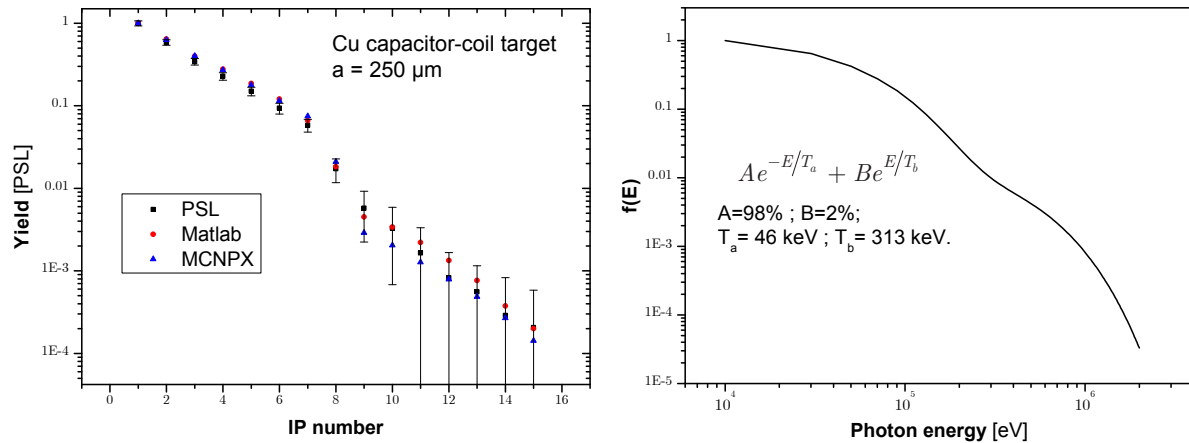 Cu capacitor-coil target
a = 250 µm
PSL
Matlab
MCNPX
Yield [PSL]
1
0.1
0.01
1E-3
1E-4
0 2 4 6 8 10 12 14 16
IP number
f(E)
1
0.1
0.01
1E-3
1E-4
1E-5
Ae^{-E/T_a} + Be^{E/T_b}
A=98% ; B=2%;
T_a= 46 keV ; T_b= 313 keV.
10^4 10^5 10^6
Photon energy [eV]